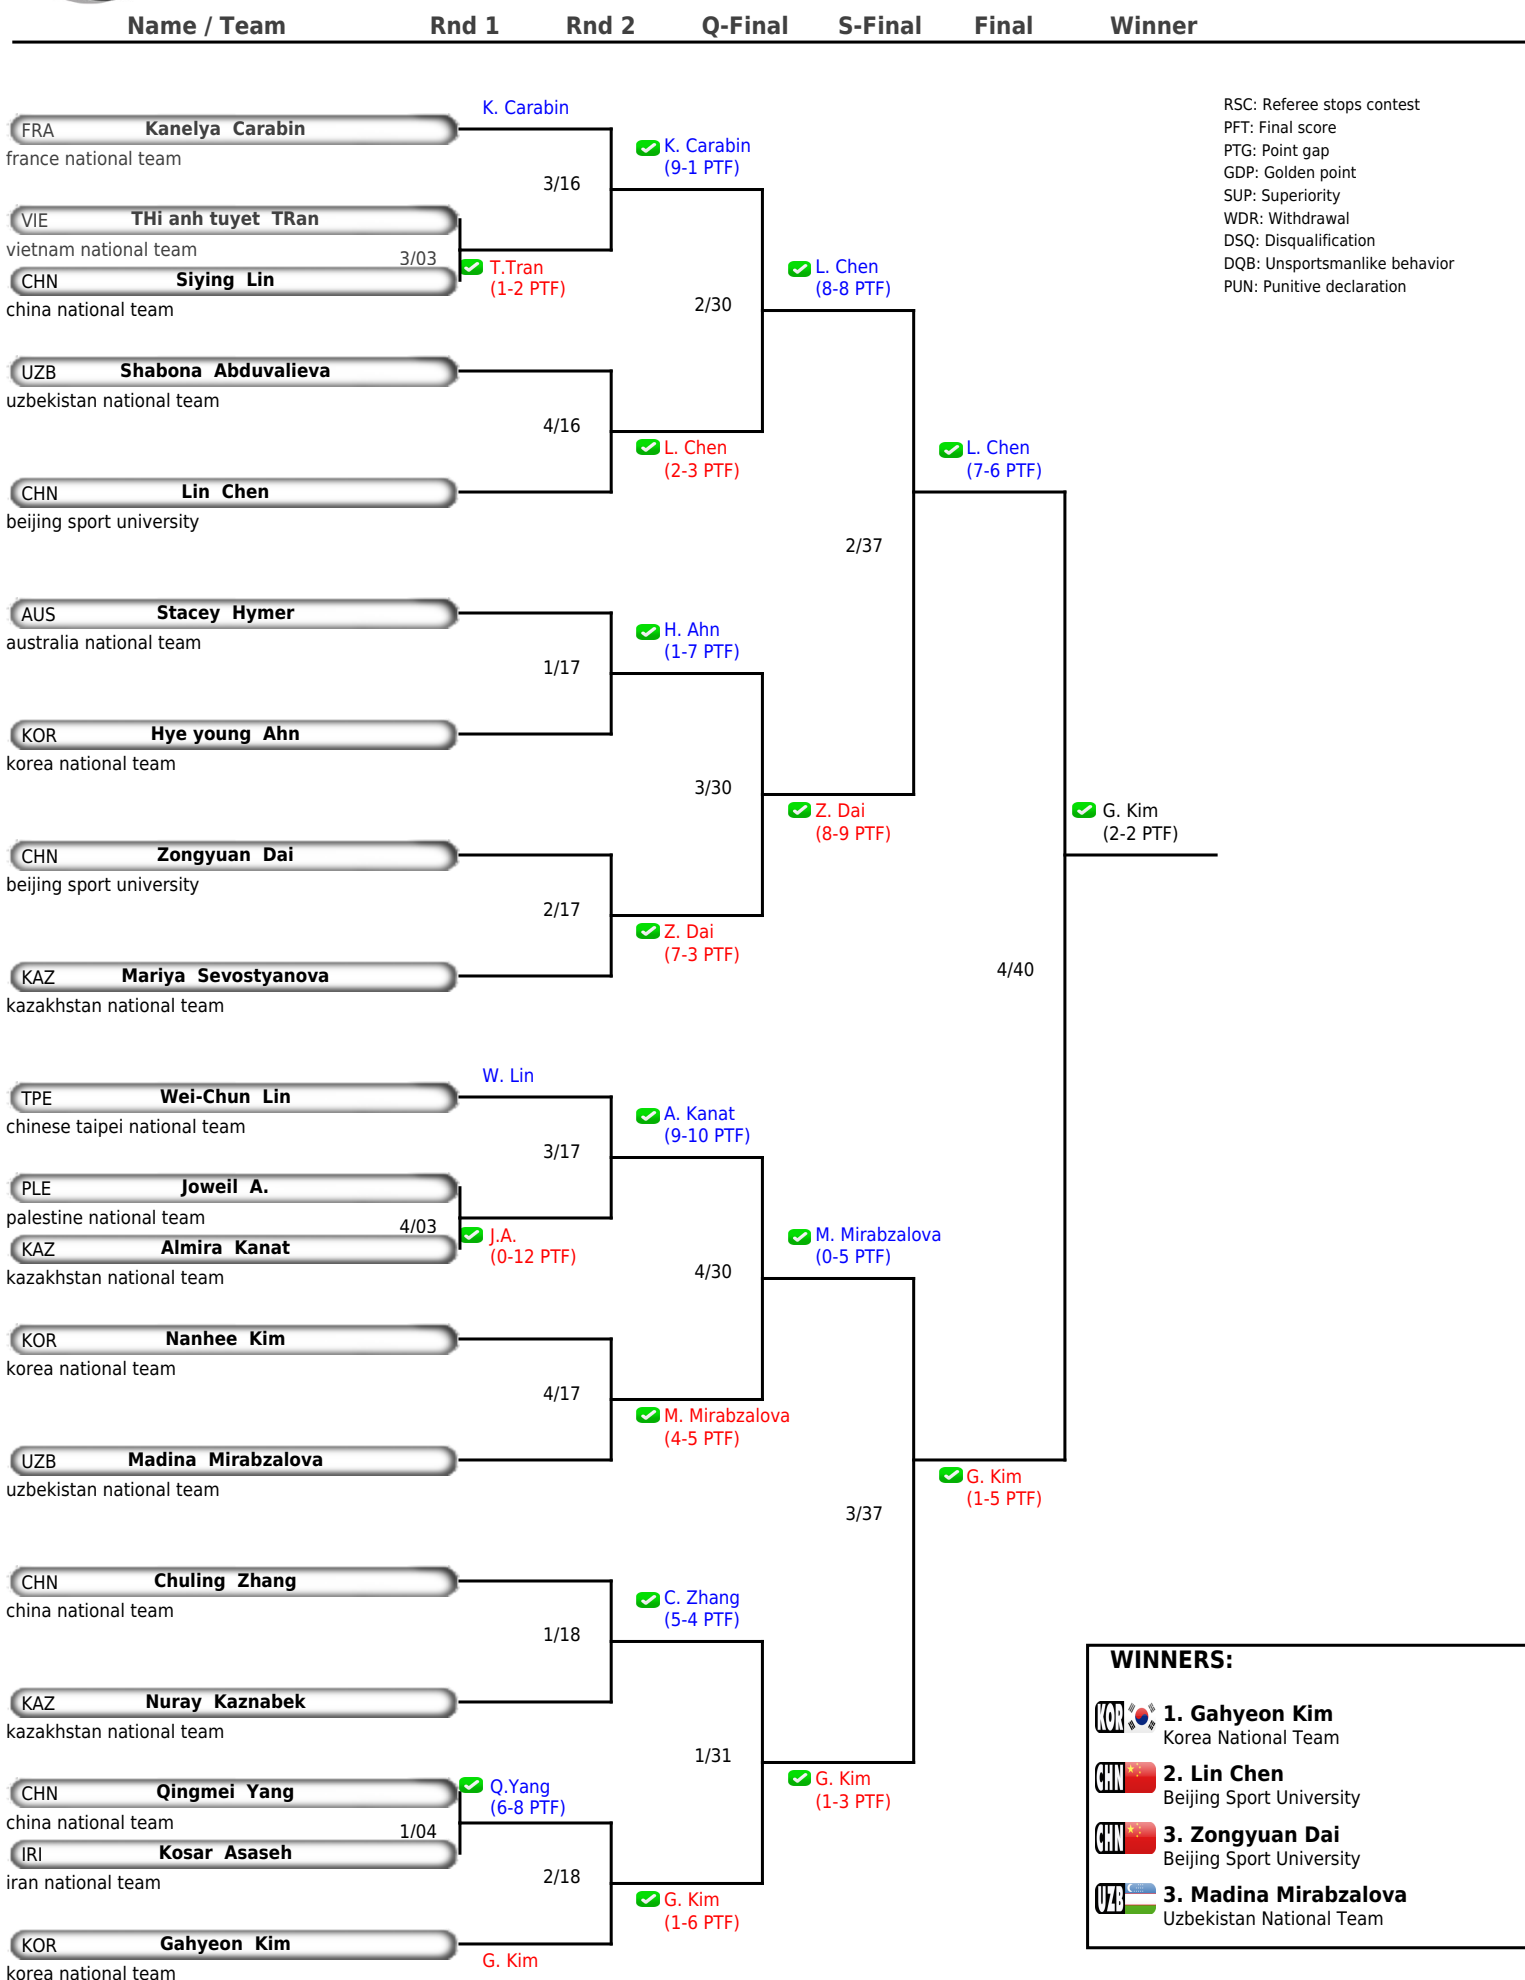 Name / Team Rnd 1 Rnd 2 Q-Final S-Final Final Winner
RSC: Referee stops contest
PFT: Final score
PTG: Point gap
GDP: Golden point
SUP: Superiority
WDR: Withdrawal
DSQ: Disqualification
DQB: Unsportsmanlike behavior
PUN: Punitive declaration
K. Carabin
FRA Kanelya Carabin
france national team
K. Carabin
(9-1 PTF)
3/16
VIE THi anh tuyet TRan
vietnam national team
3/03
CHN Siying Lin
china national team
T.Tran
(1-2 PTF)
L. Chen
(8-8 PTF)
2/30
UZB Shabona Abduvalieva
uzbekistan national team
4/16
L. Chen
(2-3 PTF)
L. Chen
(7-6 PTF)
CHN Lin Chen
beijing sport university
2/37
AUS Stacey Hymer
australia national team
H. Ahn
(1-7 PTF)
1/17
KOR Hye young Ahn
korea national team
3/30
Z. Dai
(8-9 PTF)
G. Kim
(2-2 PTF)
CHN Zongyuan Dai
beijing sport university
2/17
Z. Dai
(7-3 PTF)
4/40
KAZ Mariya Sevostyanova
kazakhstan national team
W. Lin
TPE Wei-Chun Lin
chinese taipei national team
A. Kanat
(9-10 PTF)
3/17
PLE Joweil A.
palestine national team
4/03
KAZ Almira Kanat
kazakhstan national team
J.A.
(0-12 PTF)
M. Mirabzalova
(0-5 PTF)
4/30
KOR Nanhee Kim
korea national team
4/17
M. Mirabzalova
(4-5 PTF)
UZB Madina Mirabzalova
uzbekistan national team
G. Kim
(1-5 PTF)
3/37
CHN Chuling Zhang
china national team
C. Zhang
(5-4 PTF)
1/18
KAZ Nuray Kaznabek
kazakhstan national team
1/31
G. Kim
(1-3 PTF)
CHN Qingmei Yang
china national team
Q.Yang
(6-8 PTF)
1/04
IRI Kosar Asaseh
iran national team
2/18
G. Kim
(1-6 PTF)
KOR Gahyeon Kim
korea national team
G. Kim
WINNERS:
KOR 1. Gahyeon Kim
Korea National Team
CHN 2. Lin Chen
Beijing Sport University
CHN 3. Zongyuan Dai
Beijing Sport University
UZB 3. Madina Mirabzalova
Uzbekistan National Team